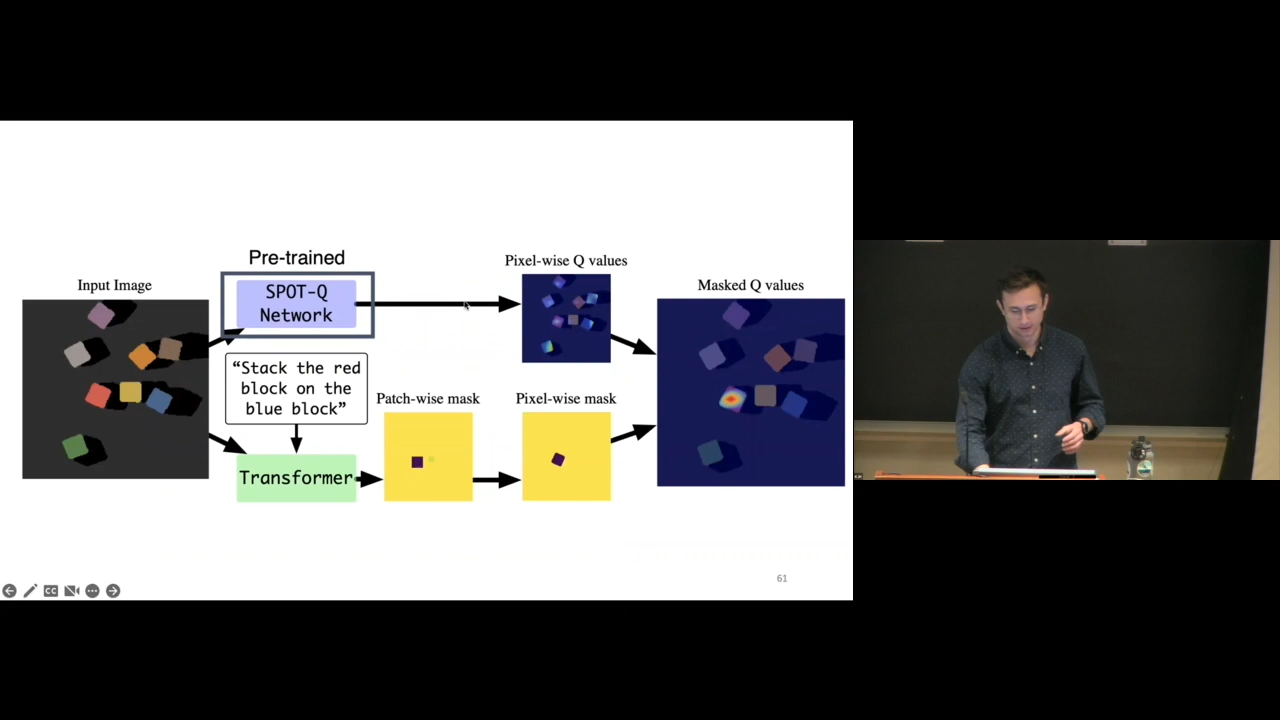 Pre-trained
Input Image
SPOT-Q
Network
Pixel-wise Q values
Masked Q values
“Stack the red
block on the
blue block”
Patch-wise mask
Pixel-wise mask
Transformer
61
CC